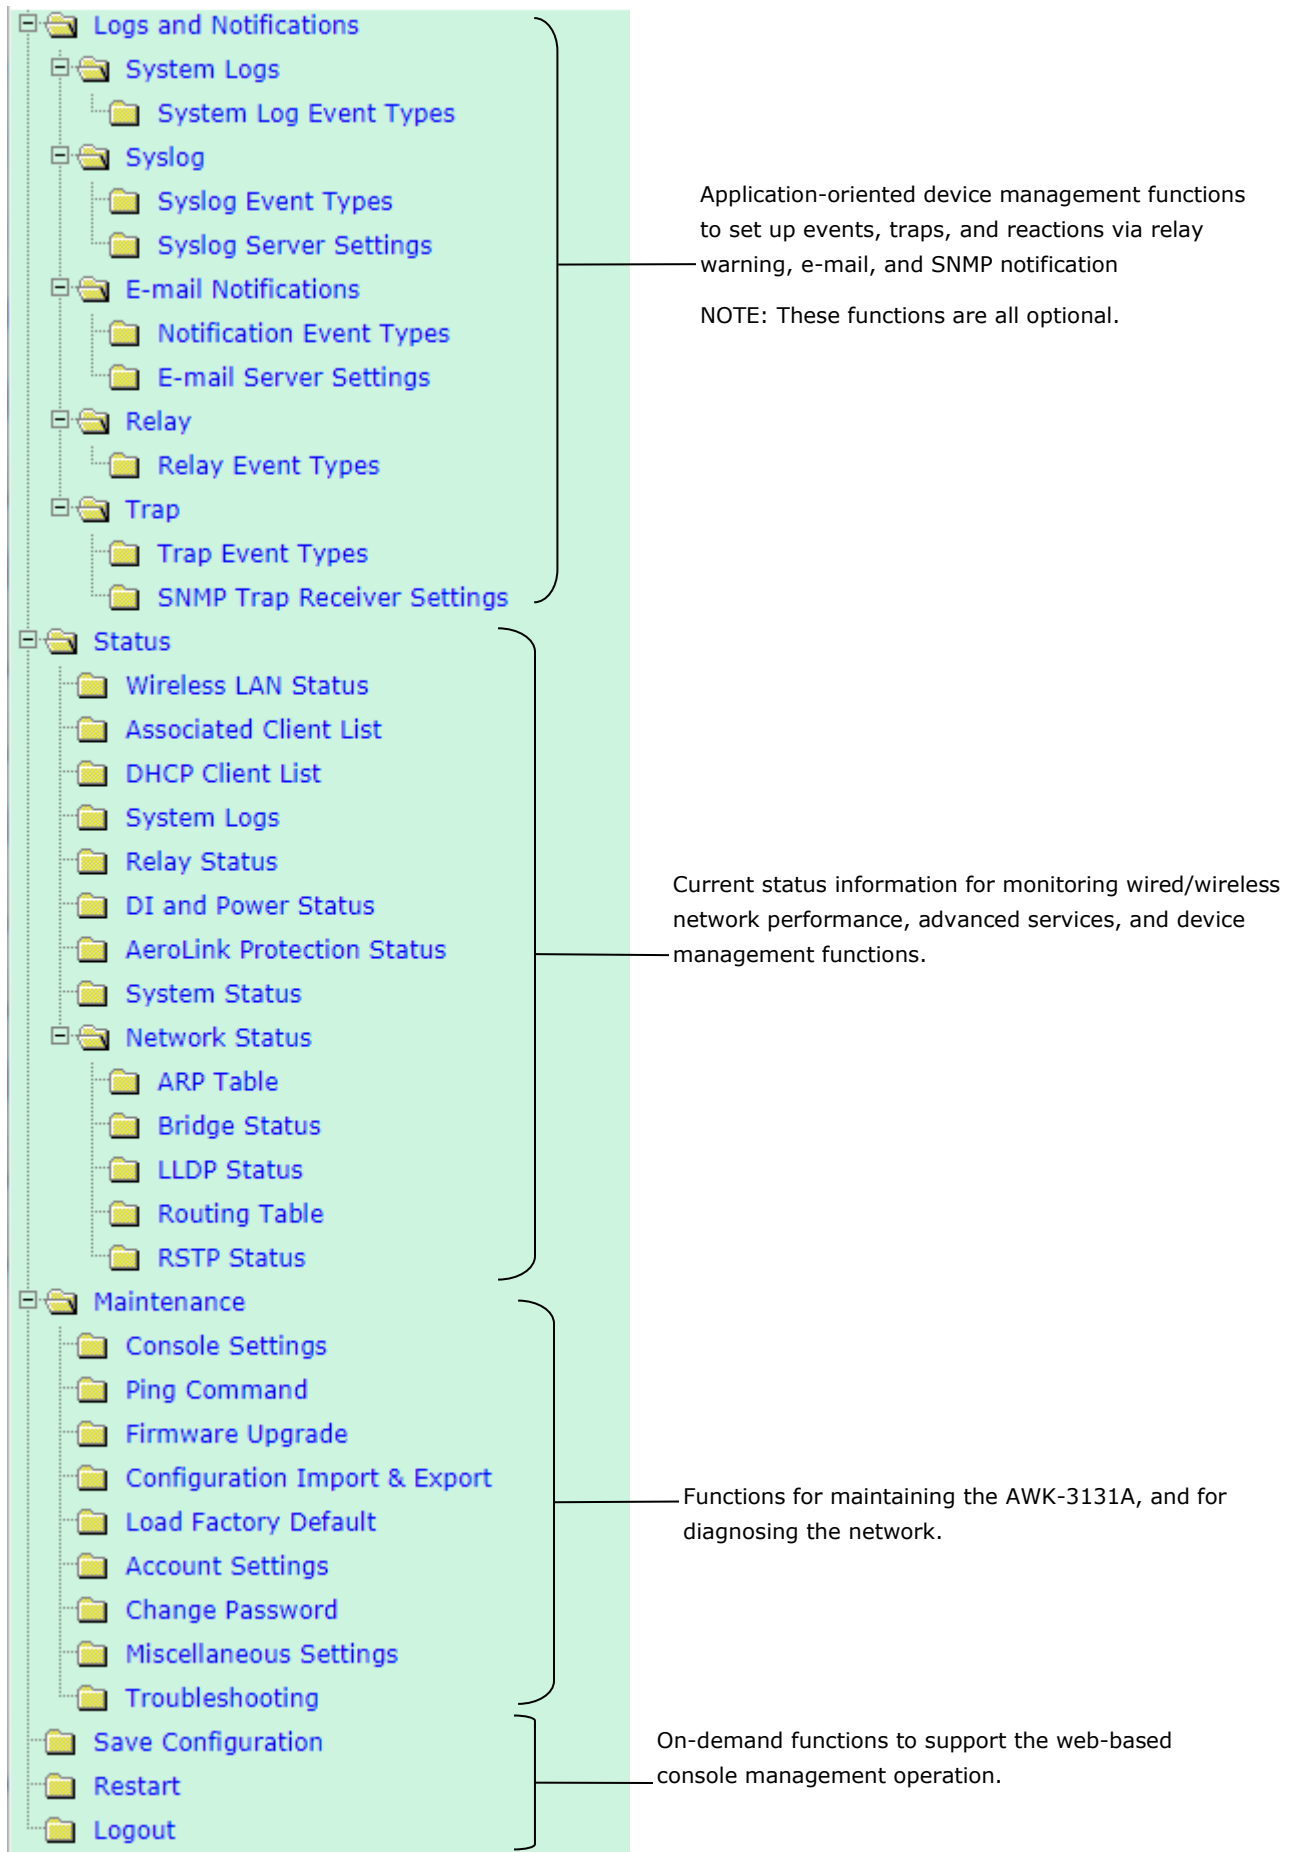 Logs and Notifications
System Logs
System Log Event Types
Syslog
Syslog Event Types
Syslog Server Settings
E-mail Notifications
Notification Event Types
E-mail Server Settings
Relay
Relay Event Types
Trap
Trap Event Types
SNMP Trap Receiver Settings
Application-oriented device management functions
to set up events, traps, and reactions via relay
warning, e-mail, and SNMP notification
NOTE: These functions are all optional.
Status
Wireless LAN Status
Associated Client List
DHCP Client List
System Logs
Relay Status
DI and Power Status
AeroLink Protection Status
System Status
Network Status
ARP Table
Bridge Status
LLDP Status
Routing Table
RSTP Status
Current status information for monitoring wired/wireless
network performance, advanced services, and device
management functions.
Maintenance
Console Settings
Ping Command
Firmware Upgrade
Configuration Import & Export
Load Factory Default
Account Settings
Change Password
Miscellaneous Settings
Troubleshooting
Functions for maintaining the AWK-3131A, and for
diagnosing the network.
Save Configuration
Restart
Logout
On-demand functions to support the web-based
console management operation.